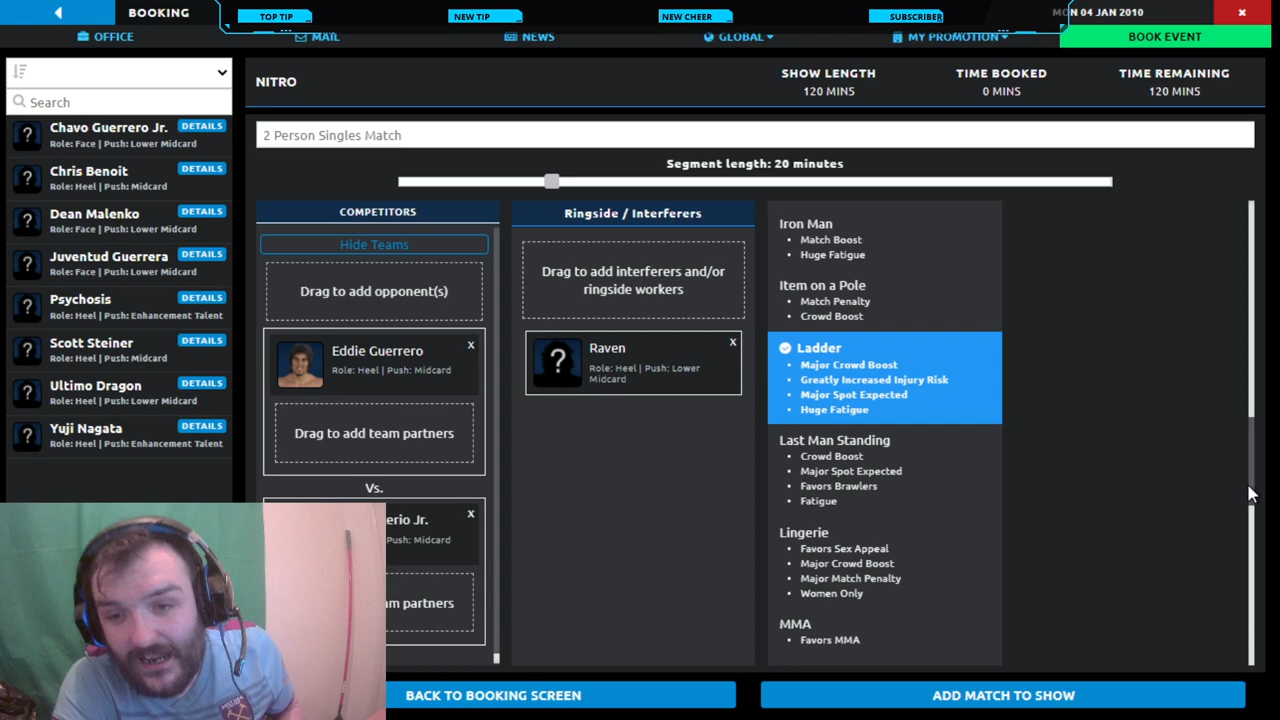 BOOKING
TOP TIP
NEW TIP
NEW CHEER
SUBSCRIBER
MON 04 JAN 2010
OFFICE
MAIL
NEWS
GLOBAL
MY PROMOTION
BOOK EVENT
Search
Chavo Guerrero Jr.
DETAILS
Role: Face | Push: Lower Midcard
Chris Benoit
DETAILS
Role: Heel | Push: Midcard
Dean Malenko
DETAILS
Role: Face | Push: Lower Midcard
Juventud Guerrera
DETAILS
Role: Face | Push: Lower Midcard
Psychosis
DETAILS
Role: Heel | Push: Enhancement Talent
Scott Steiner
DETAILS
Role: Heel | Push: Midcard
Ultimo Dragon
DETAILS
Role: Heel | Push: Lower Midcard
Yuji Nagata
DETAILS
Role: Heel | Push: Enhancement Talent
NITRO
SHOW LENGTH
120 MINS
TIME BOOKED
0 MINS
TIME REMAINING
120 MINS
2 Person Singles Match
Segment length: 20 minutes
COMPETITORS
Hide Teams
Drag to add opponent(s)
Eddie Guerrero
x
Role: Heel | Push: Midcard
Drag to add team partners
Vs.
erio Jr.
x
Push: Midcard
am partners
Ringside / Interferers
Drag to add interferers and/or
ringside workers
Raven
x
Role: Heel | Push: Lower
Midcard
Iron Man
• Match Boost
• Huge Fatigue
Item on a Pole
• Match Penalty
• Crowd Boost
Ladder
• Major Crowd Boost
• Greatly Increased Injury Risk
• Major Spot Expected
• Huge Fatigue
Last Man Standing
• Crowd Boost
• Major Spot Expected
• Favors Brawlers
• Fatigue
Lingerie
• Favors Sex Appeal
• Major Crowd Boost
• Major Match Penalty
• Women Only
MMA
• Favors MMA
BACK TO BOOKING SCREEN
ADD MATCH TO SHOW